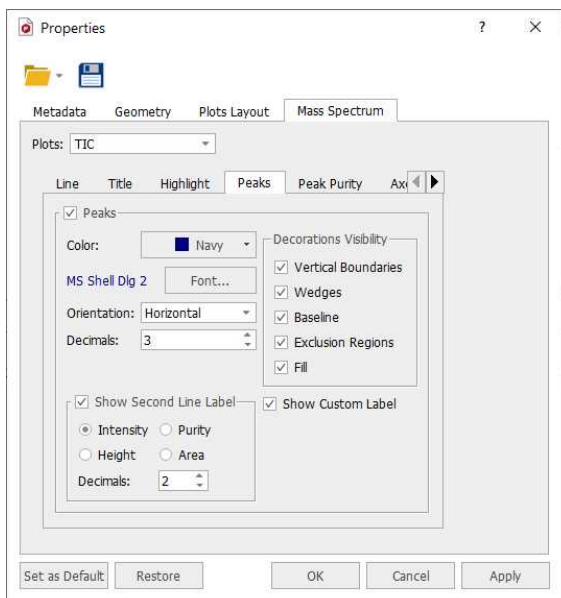 Properties
?
Metadata Geometry Plots Layout Mass Spectrum
Plots: TIC
Line Title Highlight Peaks Peak Purity
Peaks
Color: Navy
Decorations Visibility
Vertical Boundaries
MS Shell Dlg 2 Font...
Wedges
Orientation: Horizontal
Baseline
Decimals: 3
Exclusion Regions
Fill
Show Second Line Label
Show Custom Label
Intensity Purity
Height Area
Decimals: 2
Set as Default Restore OK Cancel Apply